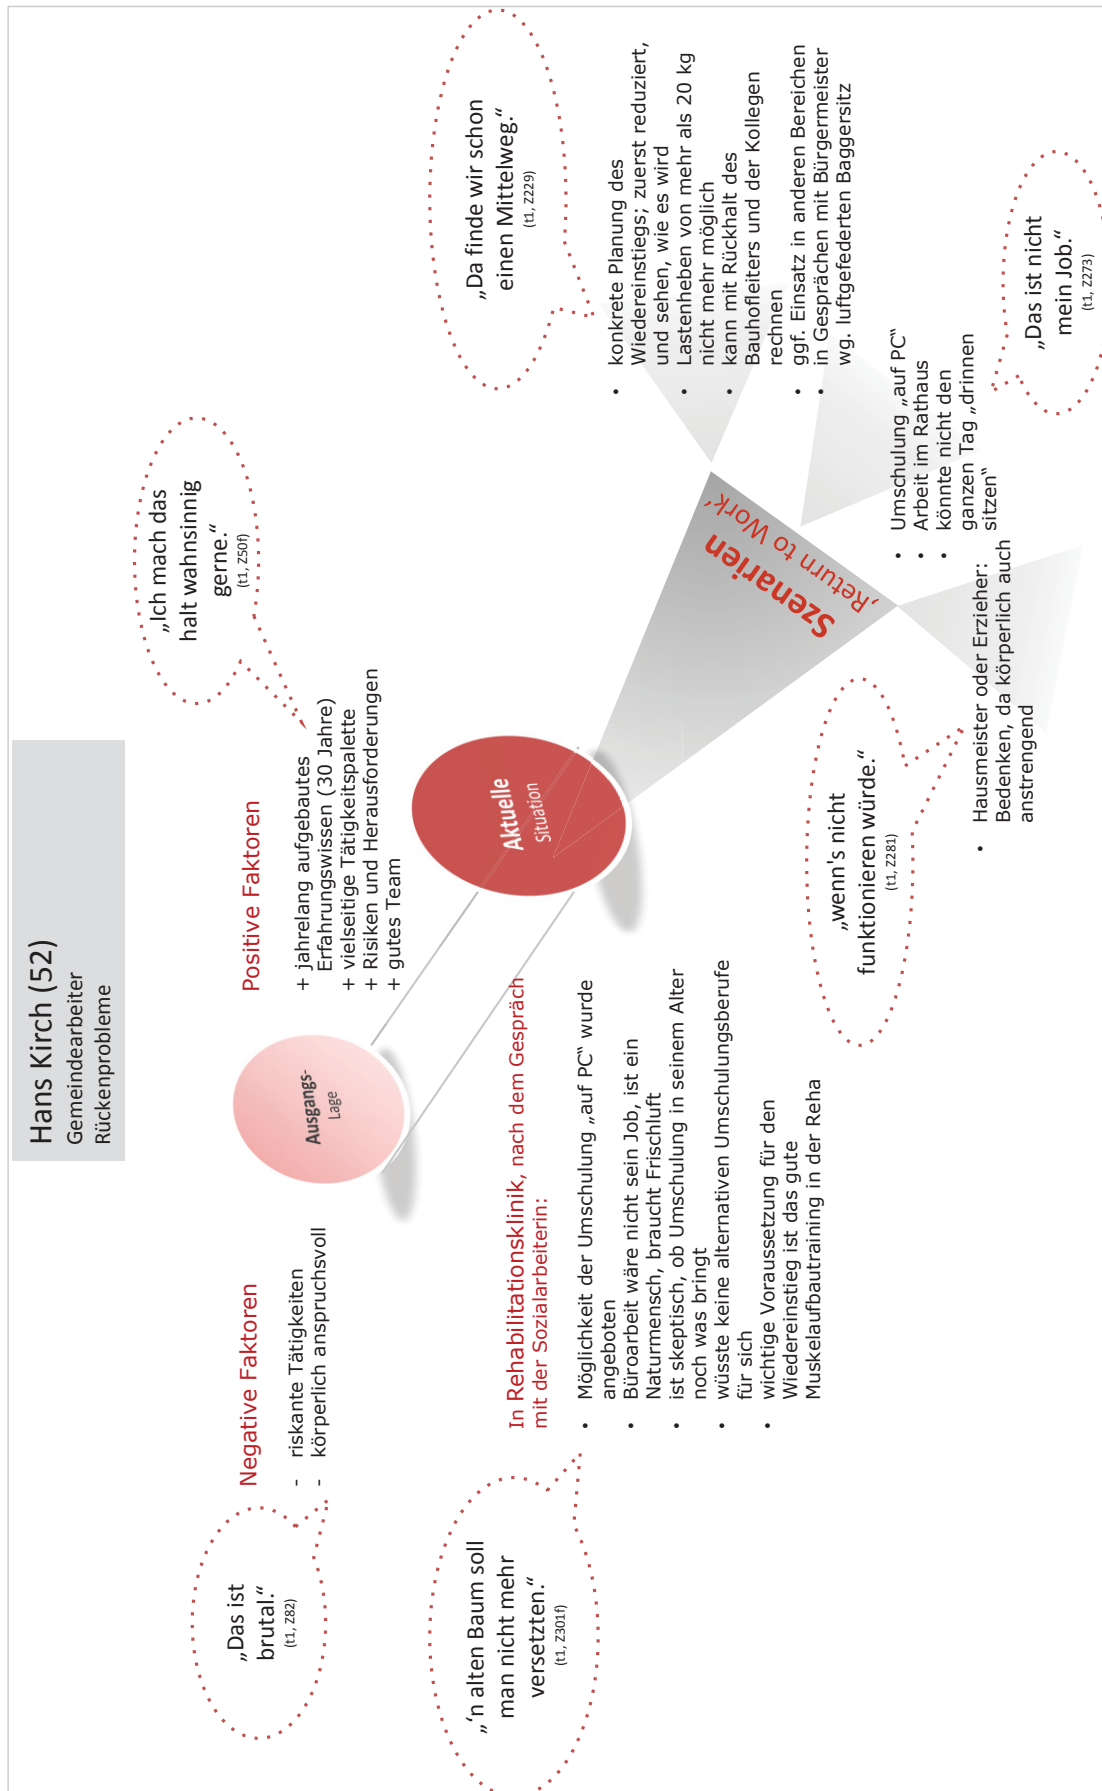 Hans Kirch (52)
Gemeindearbeiter
Rückenprobleme
„Das ist
brutal.“
(t1, Z82)
Negative Faktoren
- riskante Tätigkeiten
- körperlich anspruchsvoll
Ausgangs-
Lage
Positive Faktoren
+ jahrelang aufgebautes
Erfahrungswissen (30 Jahre)
+ vielseitige Tätigkeitspalette
+ Risiken und Herausforderungen
+ gutes Team
„Ich mach das
halt wahnsinnig
gerne.“
(t1, Z50f)
„‘n alten Baum soll
man nicht mehr
versetzten.“
(t1, Z301f)
In Rehabilitationsklinik, nach dem Gespräch
mit der Sozialarbeiterin:
• Möglichkeit der Umschulung „auf PC“ wurde
angeboten
• Büroarbeit wäre nicht sein Job, ist ein
Naturmensch, braucht Frischluft
• ist skeptisch, ob Umschulung in seinem Alter
noch was bringt
• wüsste keine alternativen Umschulungsberufe
für sich
• wichtige Voraussetzung für den
Wiedereinstieg ist das gute
Muskelaufbautraining in der Reha
Aktuelle
Situation
Szenarien
‚Return to Work‘
„Da finde wir schon
einen Mittelweg.“
(t1, Z229)
• konkrete Planung des
Wiedereinstiegs; zuerst reduziert,
und sehen, wie es wird
• Lastenheben von mehr als 20 kg
nicht mehr möglich
• kann mit Rückhalt des
Bauhofleiters und der Kollegen
rechnen
• ggf. Einsatz in anderen Bereichen
• in Gesprächen mit Bürgermeister
wg. luftgefederten Baggersitz
• Umschulung „auf PC“
• Arbeit im Rathaus
• könnte nicht den
ganzen Tag „drinnen
sitzen“
„Das ist nicht
mein Job.“
(t1, Z273)
„wenn's nicht
funktionieren würde.“
(t1, Z281)
• Hausmeister oder Erzieher:
Bedenken, da körperlich auch
anstrengend